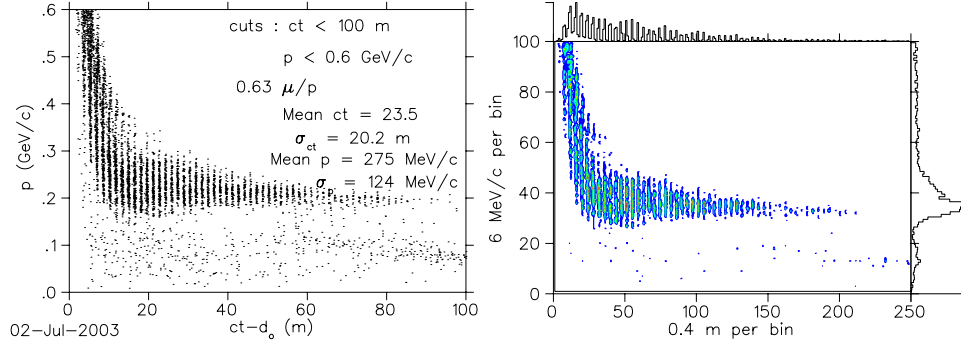 cuts : ct < 100 m
p < 0.6 GeV/c
0.63 μ/p
Mean ct = 23.5
σct = 20.2 m
Mean p = 275 MeV/c
σp = 124 MeV/c
p (GeV/c)
.6
.5
.4
.3
.2
.1
.0
0 20 40 60 80 100
ct-do (m)
02-Jul-2003
6 MeV/c per bin
100
80
60
40
20
0
0 50 100 150 200 250
0.4 m per bin